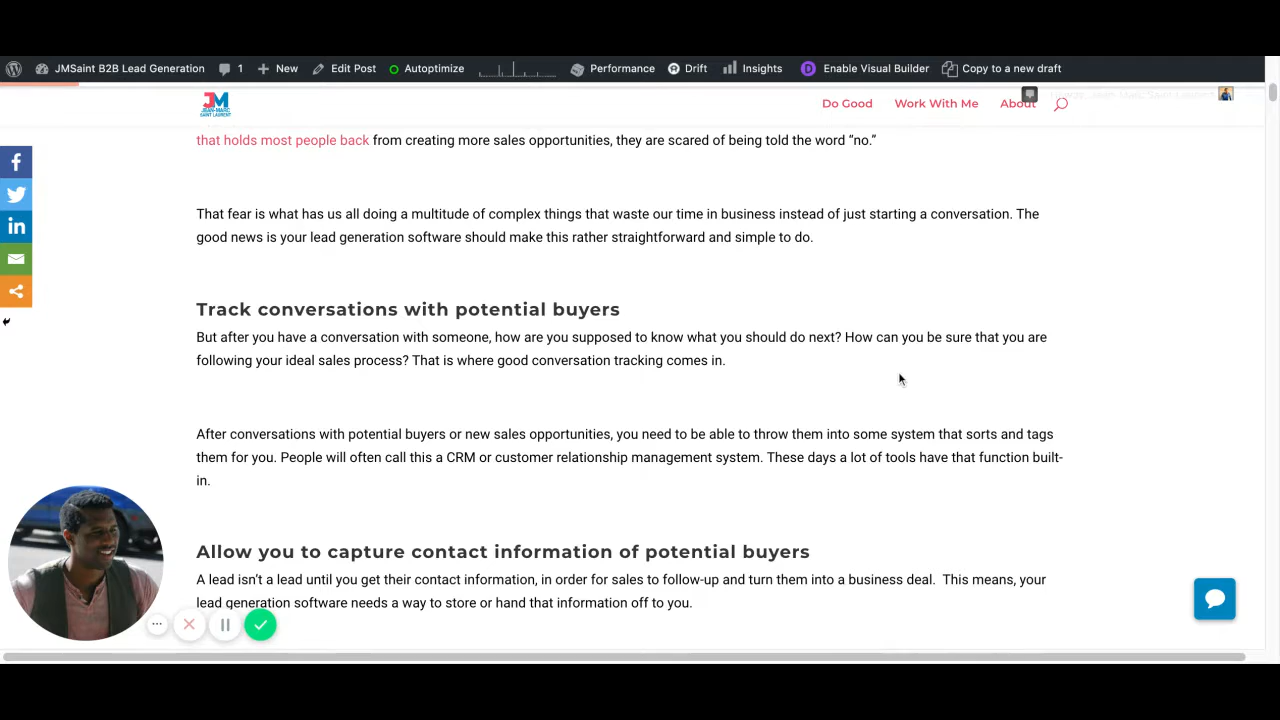 JMSaint B2B Lead Generation 1 New Edit Post Autoptimize Performance Drift Insights Enable Visual Builder Copy to a new draft
JM
JEAN-MARC
SAINT LAURENT
Do Good Work With Me About
that holds most people back from creating more sales opportunities, they are scared of being told the word “no.”
That fear is what has us all doing a multitude of complex things that waste our time in business instead of just starting a conversation. The
good news is your lead generation software should make this rather straightforward and simple to do.
Track conversations with potential buyers
But after you have a conversation with someone, how are you supposed to know what you should do next? How can you be sure that you are
following your ideal sales process? That is where good conversation tracking comes in.
After conversations with potential buyers or new sales opportunities, you need to be able to throw them into some system that sorts and tags
them for you. People will often call this a CRM or customer relationship management system. These days a lot of tools have that function built-
in.
Allow you to capture contact information of potential buyers
A lead isn’t a lead until you get their contact information, in order for sales to follow-up and turn them into a business deal. This means, your
lead generation software needs a way to store or hand that information off to you.